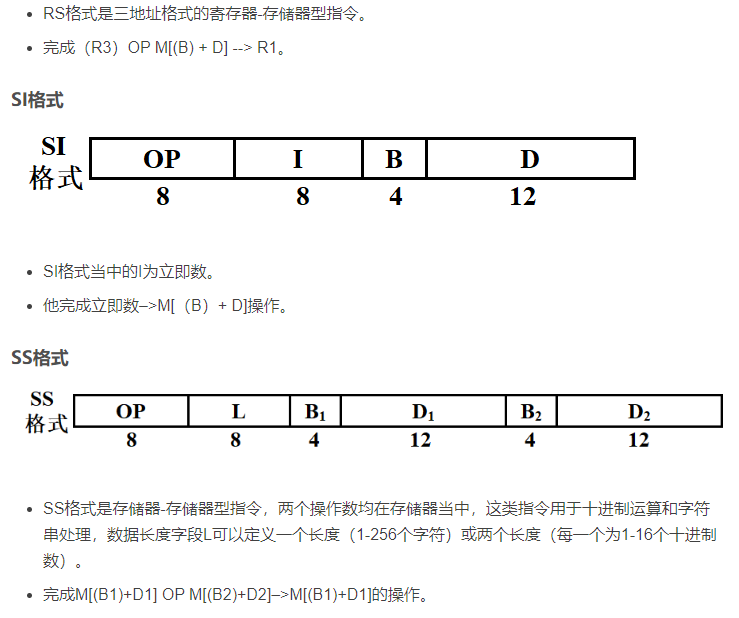 RS格式是三地址格式的寄存器-存储器型指令。
完成（R3）OP M[(B) + D] --> R1。
SI格式
SI
格式
OP I B D
8 8 4 12
SI格式当中的I为立即数。
他完成立即数–>M[（B）+ D]操作。
SS格式
SS
格式
OP L B₁ D₁ B₂ D₂
8 8 4 12 4 12
SS格式是存储器-存储器型指令，两个操作数均在存储器当中，这类指令用于十进制运算和字符
串处理，数据长度字段L可以定义一个长度（1-256个字符）或两个长度（每一个为1-16个十进制
数）。
完成M[(B1)+D1] OP M[(B2)+D2]–>M[(B1)+D1]的操作。